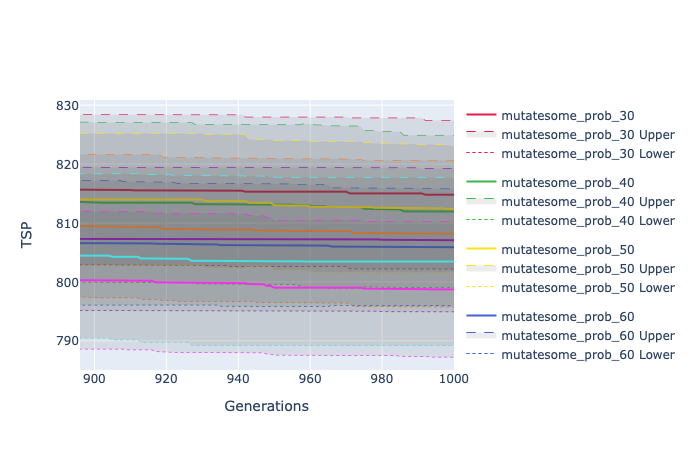 830
820
810
800
790
TSP
900
920
940
960
980
1000
Generations
mutatesome_prob_30
mutatesome_prob_30 Upper
mutatesome_prob_30 Lower
mutatesome_prob_40
mutatesome_prob_40 Upper
mutatesome_prob_40 Lower
mutatesome_prob_50
mutatesome_prob_50 Upper
mutatesome_prob_50 Lower
mutatesome_prob_60
mutatesome_prob_60 Upper
mutatesome_prob_60 Lower